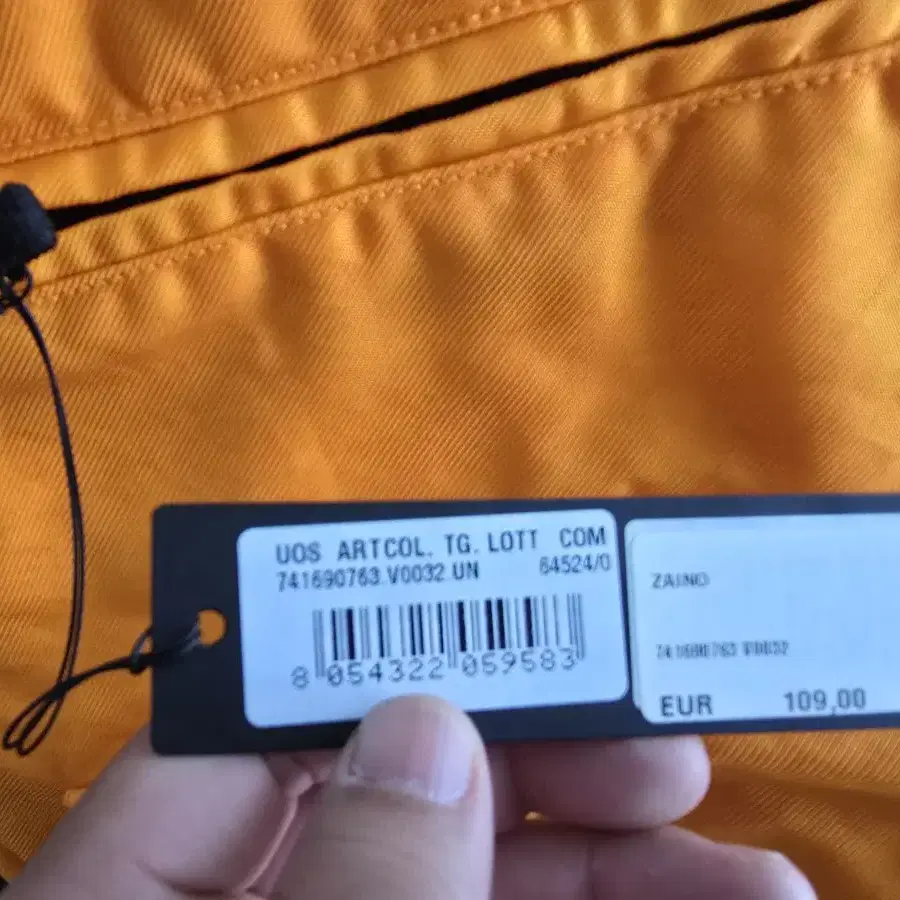 UOS ARTCOL. TG. LOTT COM
741690763.V0032.UN 64524/0
8 054322 059583
ZAINO
741690763 V0032
EUR 109,00